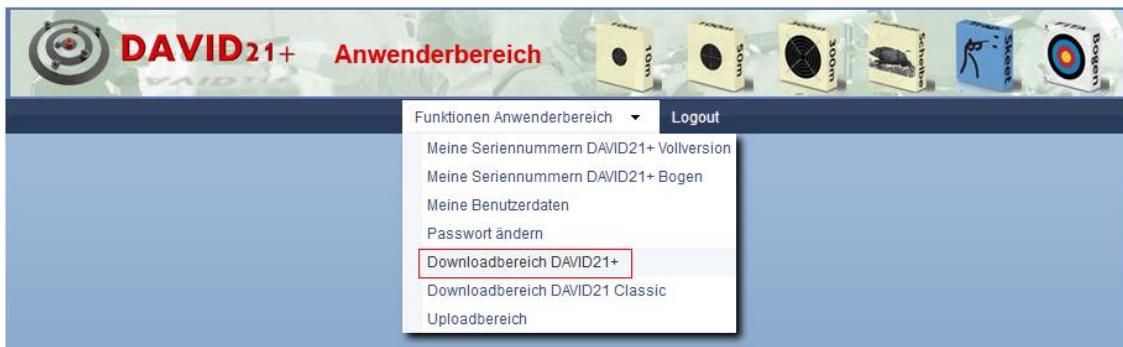 DAVID21+ Anwenderbereich
10m
50m
300m
Scheibe
Skeet
FITA
Bogen
Funktionen Anwenderbereich Logout
Meine Seriennummern DAVID21+ Vollversion
Meine Seriennummern DAVID21+ Bogen
Meine Benutzerdaten
Passwort ändern
Downloadbereich DAVID21+
Downloadbereich DAVID21 Classic
Uploadbereich